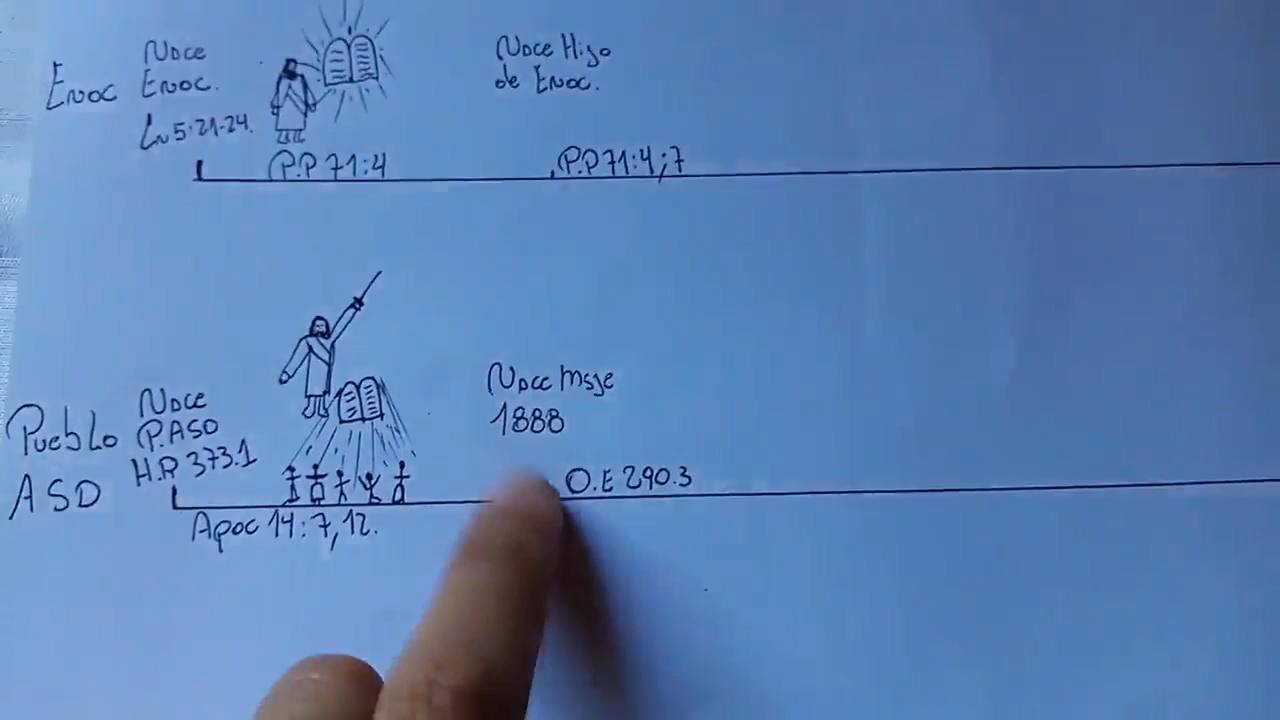 Enoc
Nace
Enoc.
Lv 5:21-24.
P.P 71:4
Nace Hijo
de Enoc.
P.P 71:4;7
Pueblo
ASD
Nace
P.ASD
H.R 373.1
Apoc 14:7,12.
Nace Msje
1888
O.E 290.3